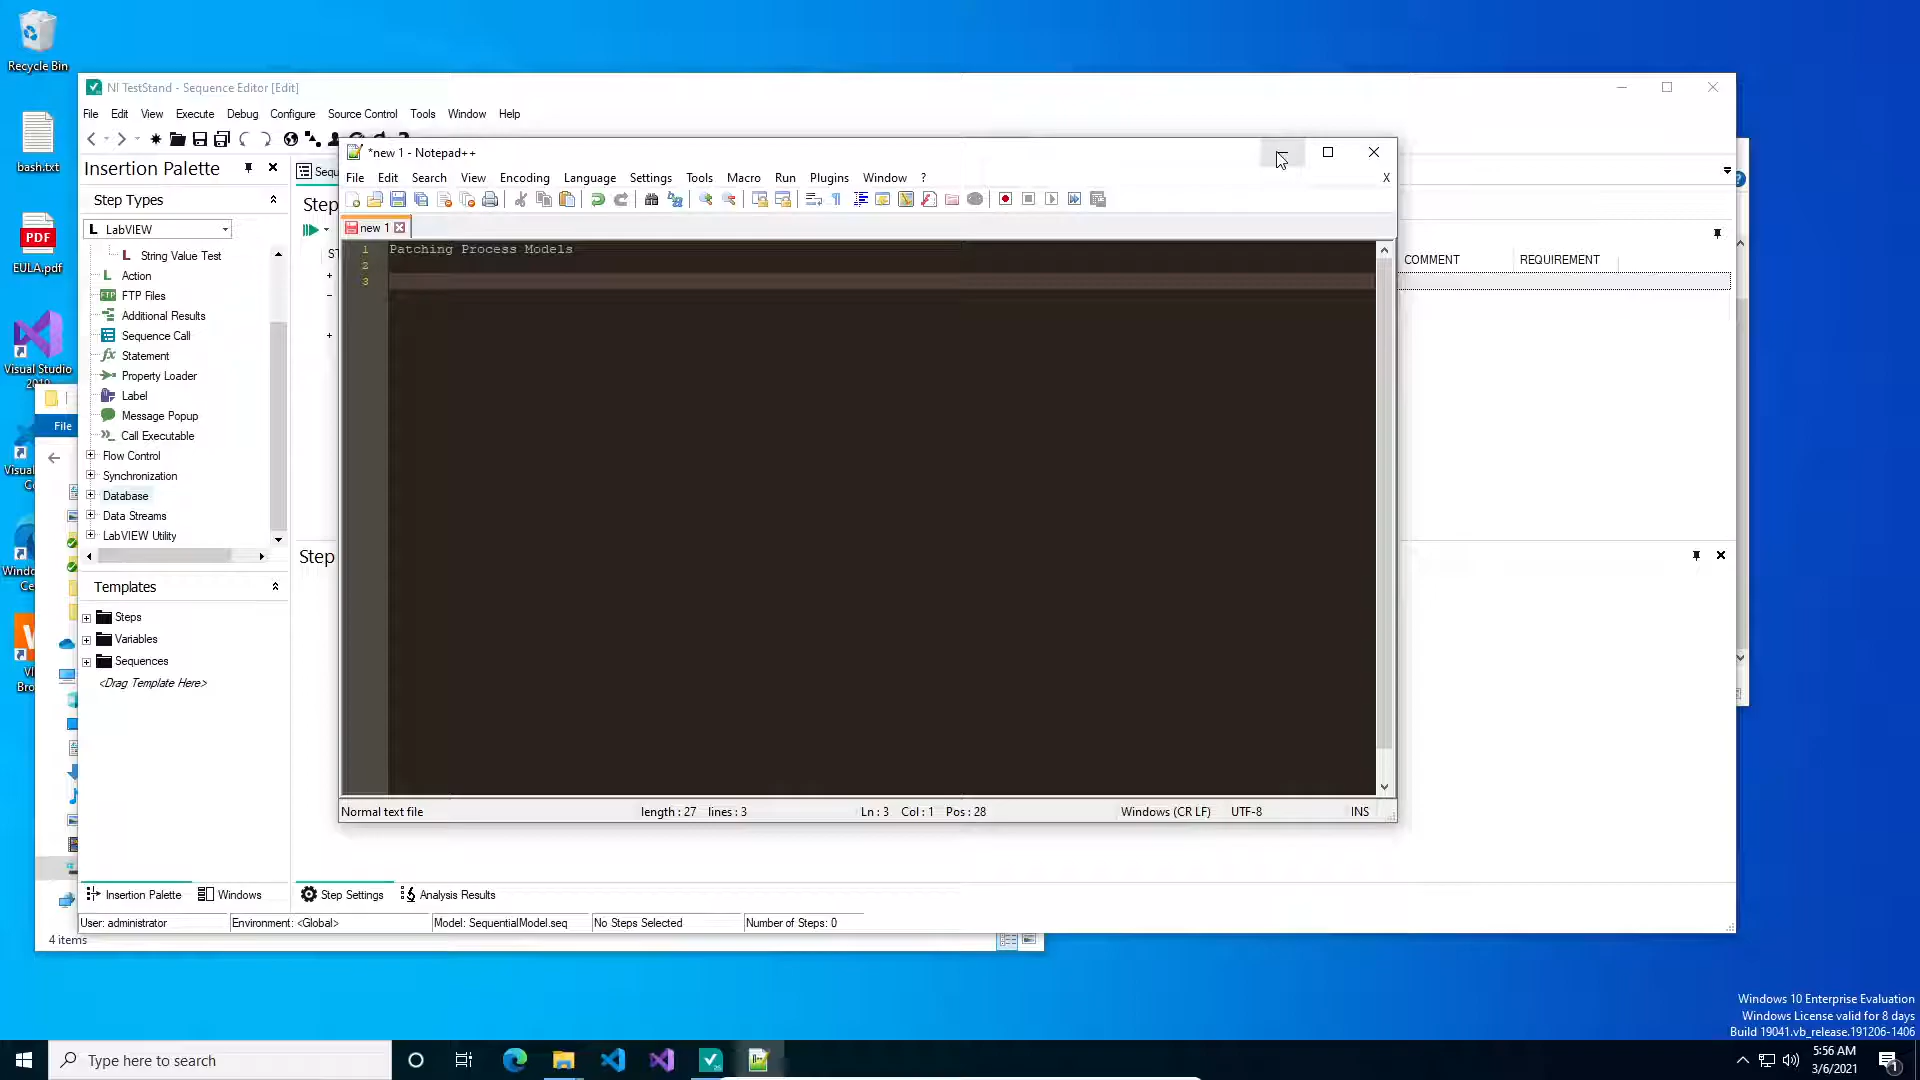 Recycle Bin
bash.txt
PDF
EULA.pdf
Visual Studio
File
4 items
NI TestStand - Sequence Editor [Edit]
File Edit View Execute Debug Configure Source Control Tools Window Help
Insertion Palette
Step Types
L LabVIEW
String Value Test
Action
FTP Files
Additional Results
Sequence Call
Statement
Property Loader
Label
Message Popup
Call Executable
Flow Control
Synchronization
Database
Data Streams
LabVIEW Utility
Templates
Steps
Variables
Sequences
<Drag Template Here>
Insertion Palette Windows
Step
Step
COMMENT REQUIREMENT
*new 1 - Notepad++
File Edit Search View Encoding Language Settings Tools Macro Run Plugins Window ? X
new 1
1 Patching Process Models
2
3
Normal text file length : 27 lines : 3 Ln : 3 Col : 1 Pos : 28 Windows (CR LF) UTF-8 INS
Step Settings Analysis Results
User: administrator Environment: <Global> Model: SequentialModel.seq No Steps Selected Number of Steps: 0
Windows 10 Enterprise Evaluation
Windows License valid for 8 days
Build 19041.vb_release.191206-1406
Type here to search
5:56 AM
3/6/2021
1